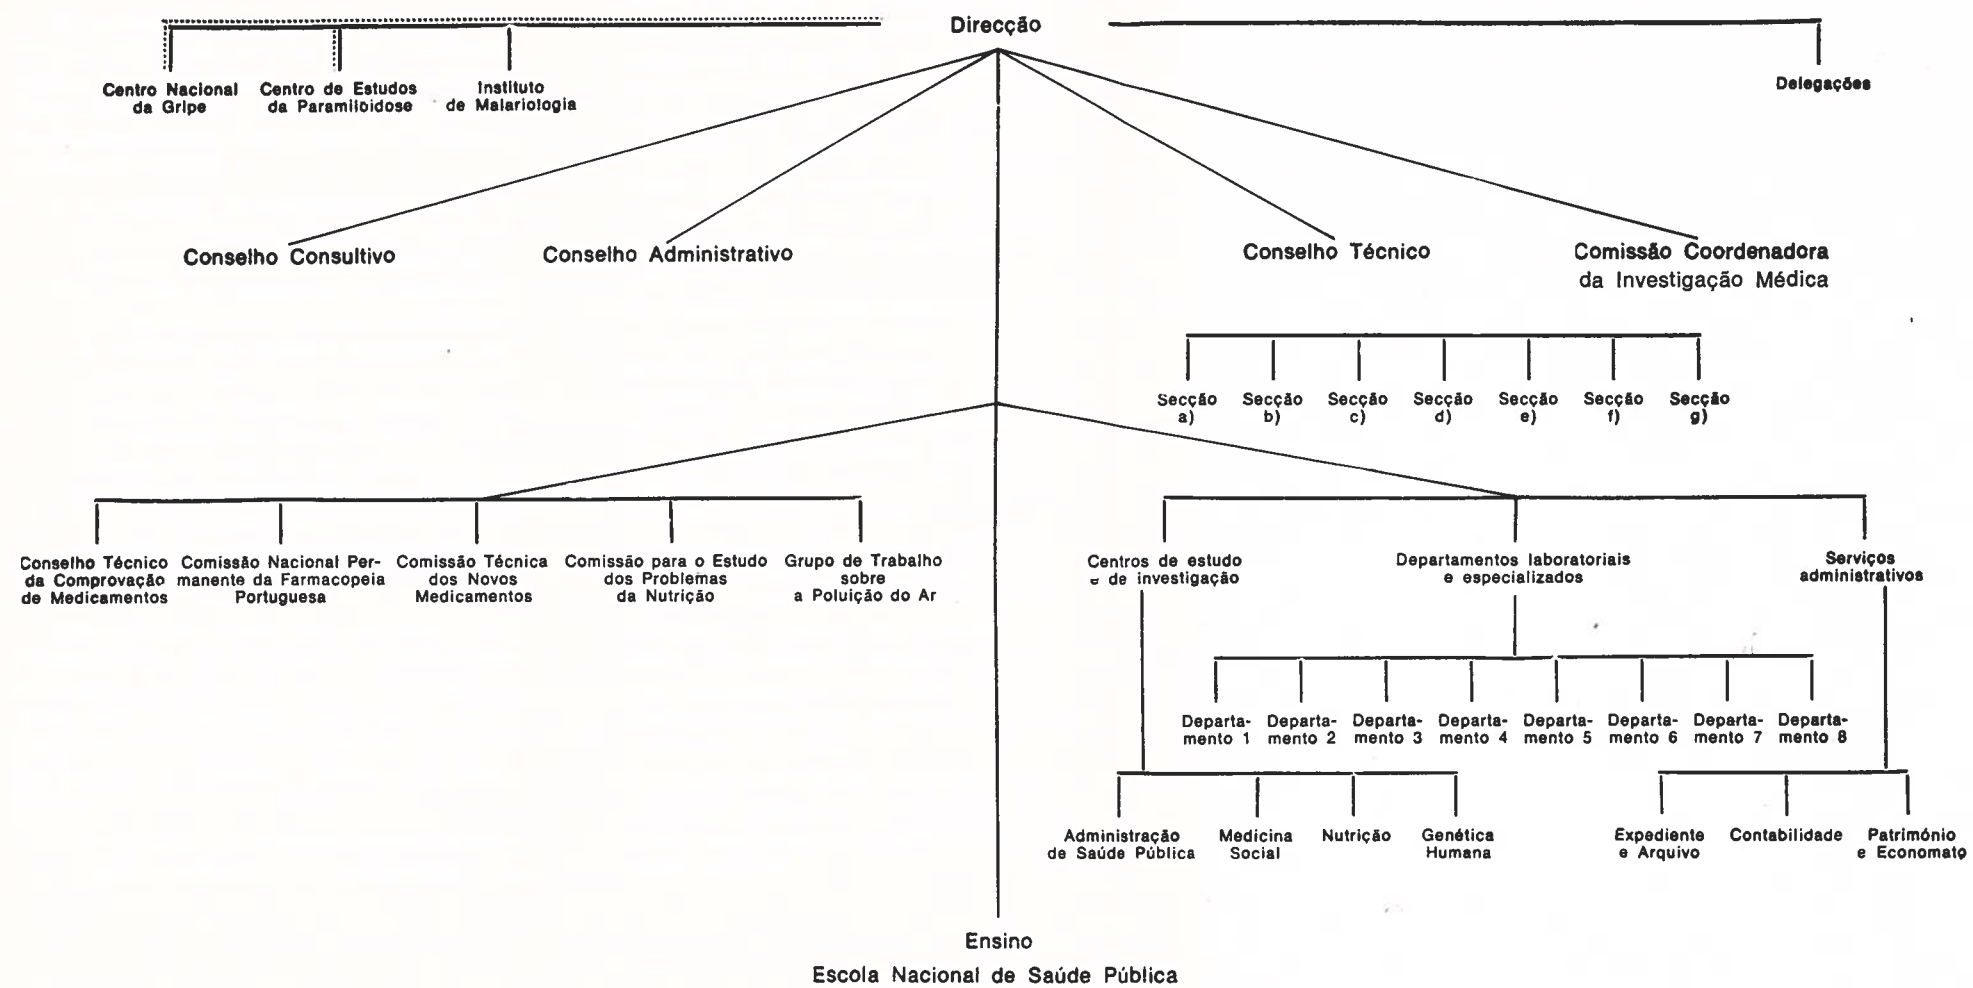 Direcção
Centro Nacional
da Gripe
Centro de Estudos
da Paramiloidose
Instituto
de Malariologia
Delegações
Conselho Consultivo
Conselho Administrativo
Conselho Técnico
Comissão Coordenadora
da Investigação Médica
Secção
a)
Secção
b)
Secção
c)
Secção
d)
Secção
e)
Secção
f)
Secção
g)
Conselho Técnico
da Comprovação
de Medicamentos
Comissão Nacional Per-
manente da Farmacopeia
Portuguesa
Comissão Técnica
dos Novos
Medicamentos
Comissão para o Estudo
dos Problemas
da Nutrição
Grupo de Trabalho
sobre
a Poluição do Ar
Centros de estudo
e de investigação
Departamentos laboratoriais
e especializados
Serviços
administrativos
Departa-
mento 1
Departa-
mento 2
Departa-
mento 3
Departa-
mento 4
Departa-
mento 5
Departa-
mento 6
Departa-
mento 7
Departa-
mento 8
Administração
de Saúde Pública
Medicina
Social
Nutrição
Genética
Humana
Expediente
e Arquivo
Contabilidade
Património
e Economato
Ensino
Escola Nacional de Saúde Pública